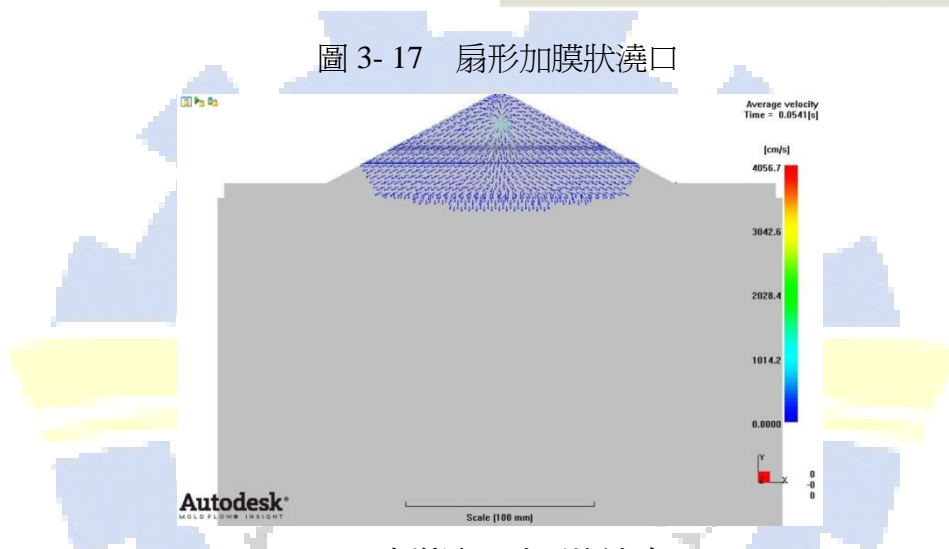 圖 3- 17 扇形加膜狀澆口
Average velocity
Time = 0.0541[s]
[cm/s]
4056.7
3042.6
2028.4
1014.2
0.0000
Y
X
0
-0
0
Autodesk®
MOLDFLOW® INSIGHT
Scale (100 mm)